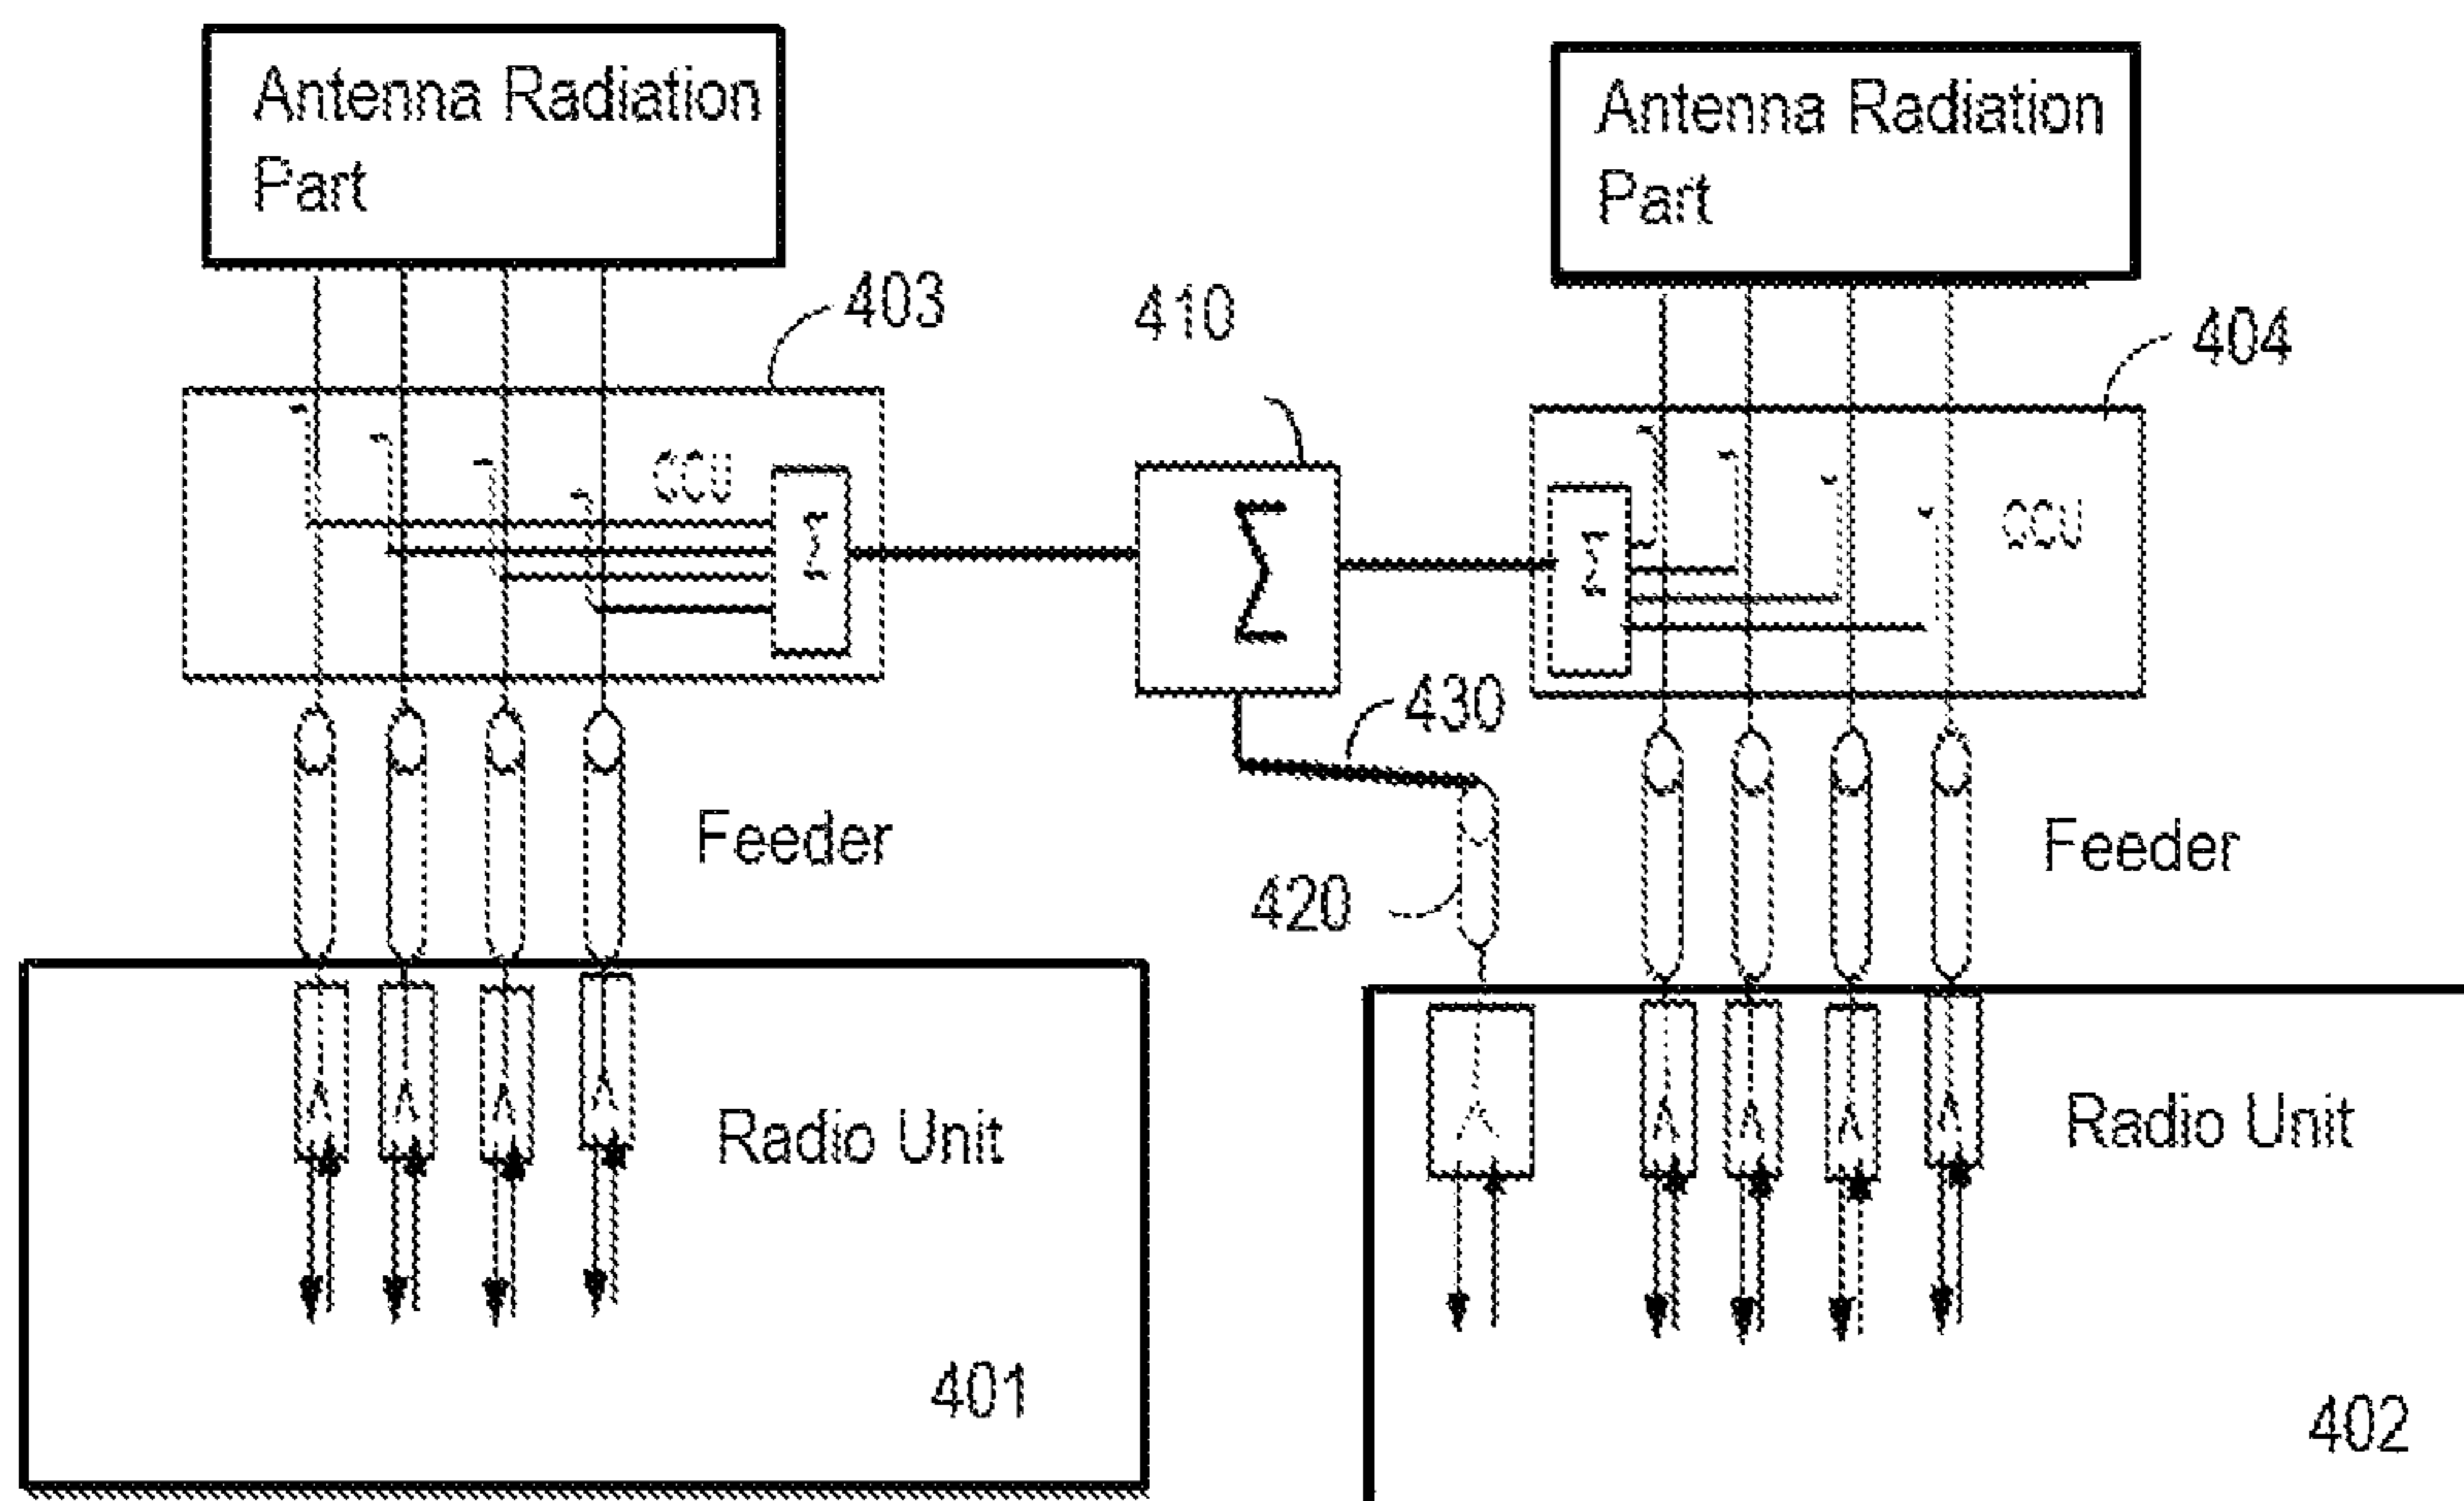 Antenna Radiation
Part
Antenna Radiation
Part
403
410
404
CCU
Σ
Σ
Σ
CCU
430
Feeder
Feeder
420
Radio Unit
Radio Unit
401
402